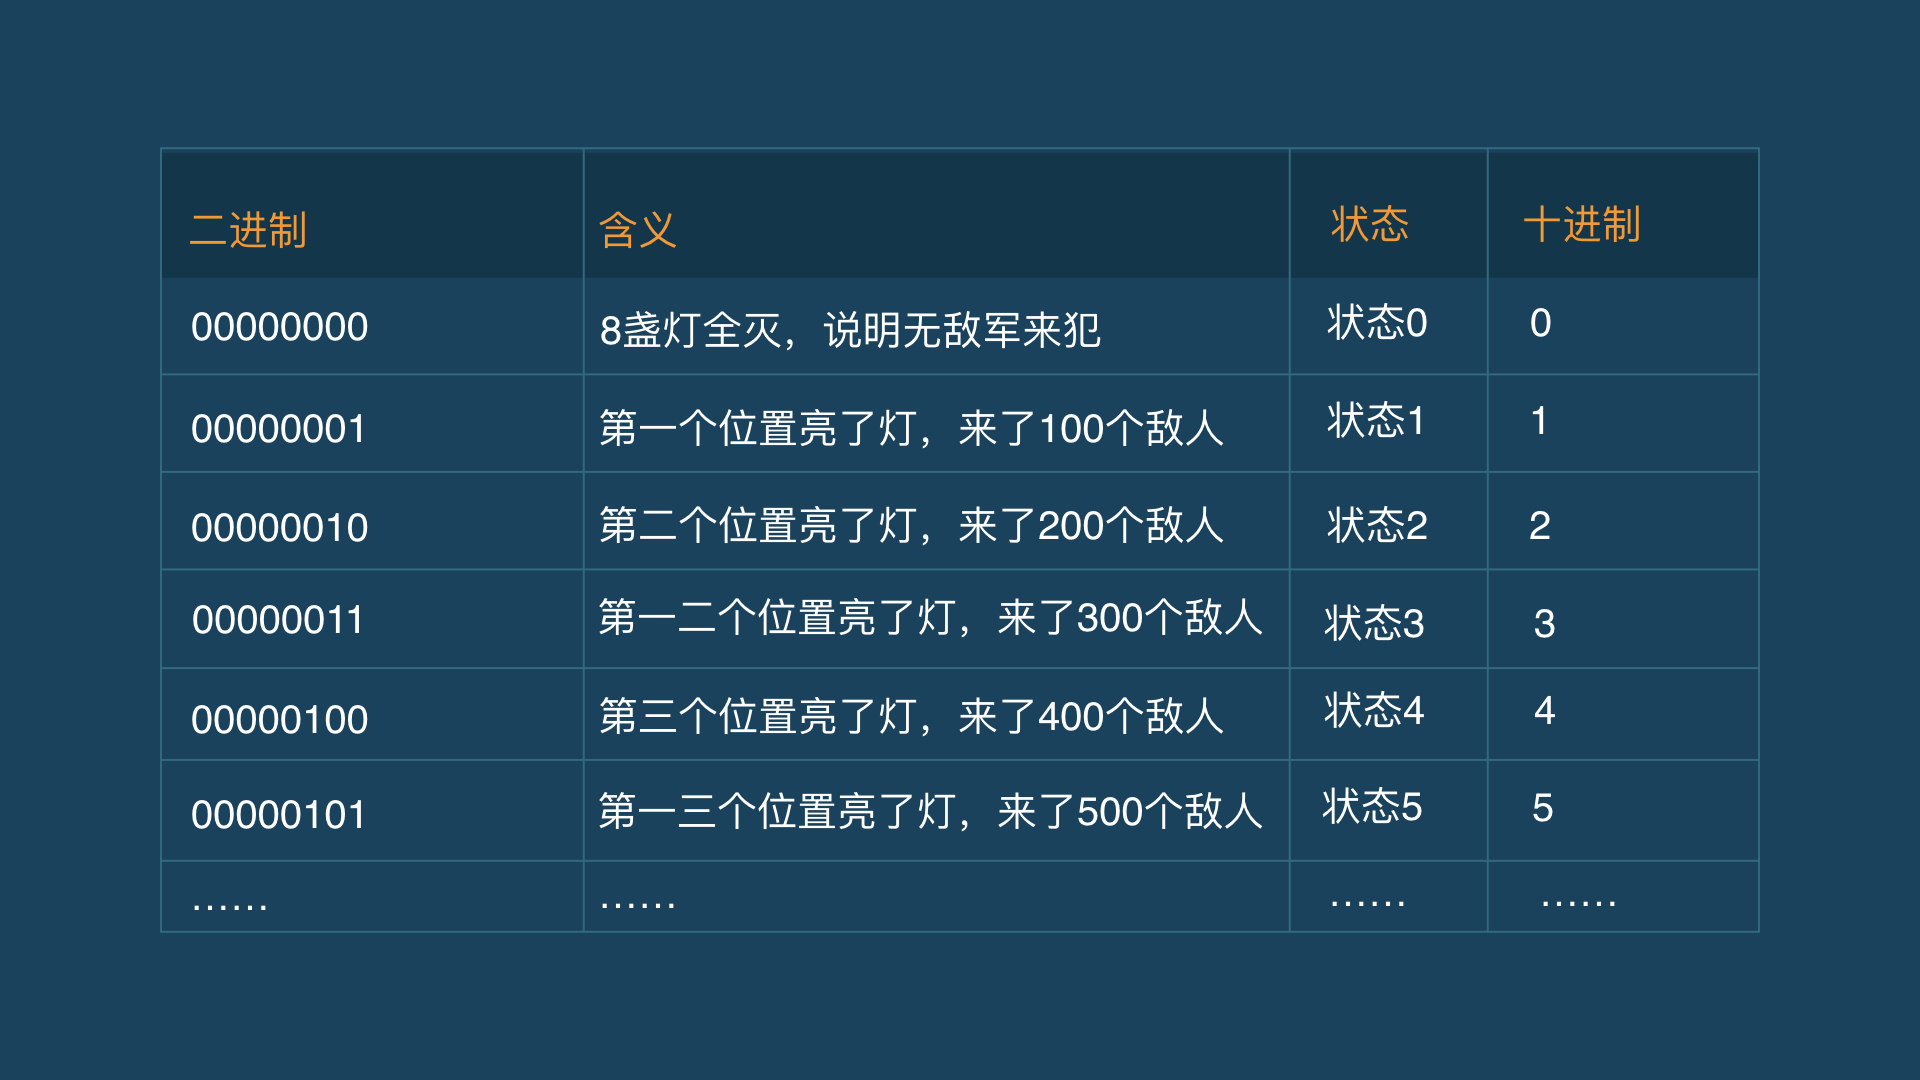 二进制 含义 状态 十进制
00000000 8盏灯全灭，说明无敌军来犯 状态0 0
00000001 第一个位置亮了灯，来了100个敌人 状态1 1
00000010 第二个位置亮了灯，来了200个敌人 状态2 2
00000011 第一二个位置亮了灯，来了300个敌人 状态3 3
00000100 第三个位置亮了灯，来了400个敌人 状态4 4
00000101 第一三个位置亮了灯，来了500个敌人 状态5 5
…… …… …… ……